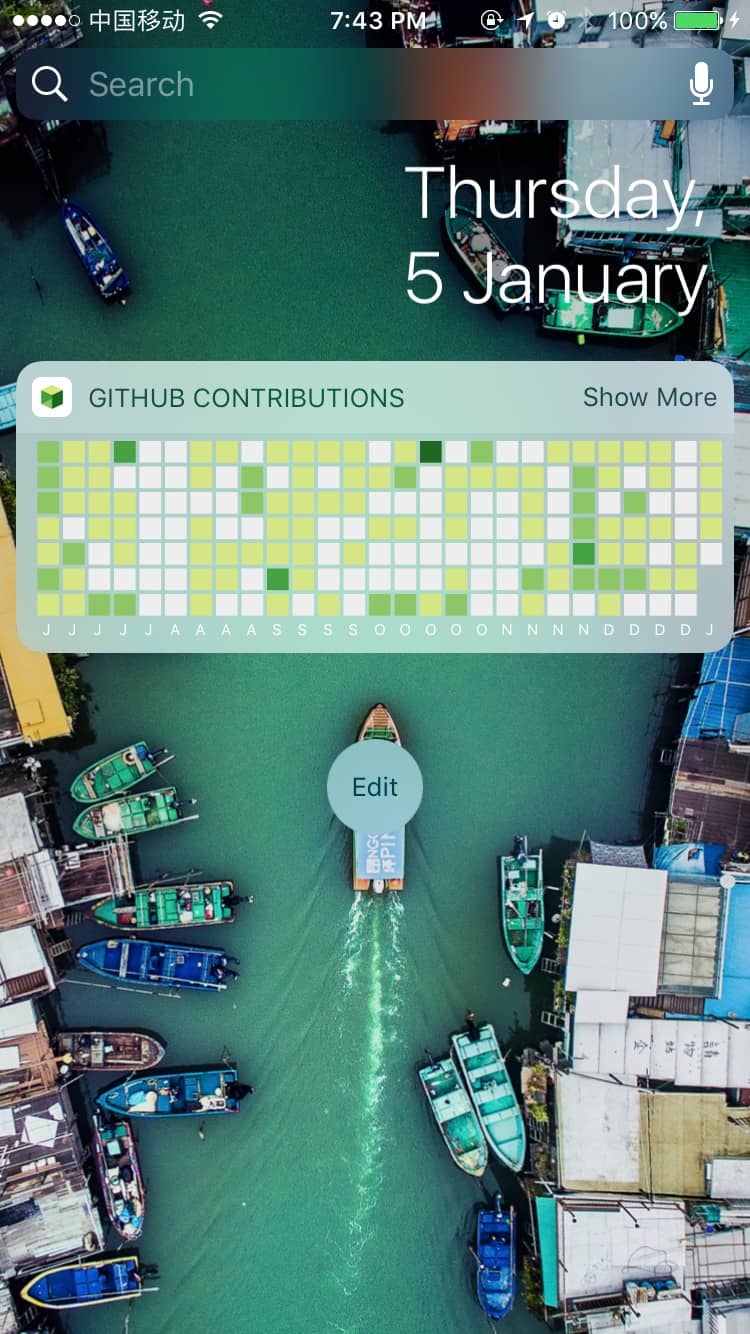 中国移动 7:43 PM 100%
Search
Thursday,
5 January
GITHUB CONTRIBUTIONS Show More
J J J J J A A A A S S S S O O O O O N N N N D D D D J
Edit